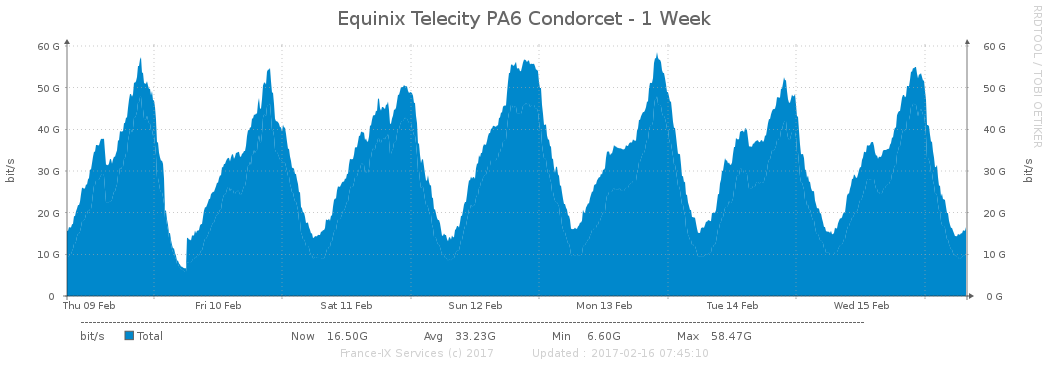 Equinix Telecity PA6 Condorcet - 1 Week
RRDTOOL / TOBI OETIKER
60 G 60 G
50 G 50 G
40 G 40 G
30 G 30 G
20 G 20 G
10 G 10 G
0 0 G
bit/s bit/s
Thu 09 Feb Fri 10 Feb Sat 11 Feb Sun 12 Feb Mon 13 Feb Tue 14 Feb Wed 15 Feb
bit/s Total Now 16.50G Avg 33.23G Min 6.60G Max 58.47G
France-IX Services (c) 2017 Updated : 2017-02-16 07:45:10